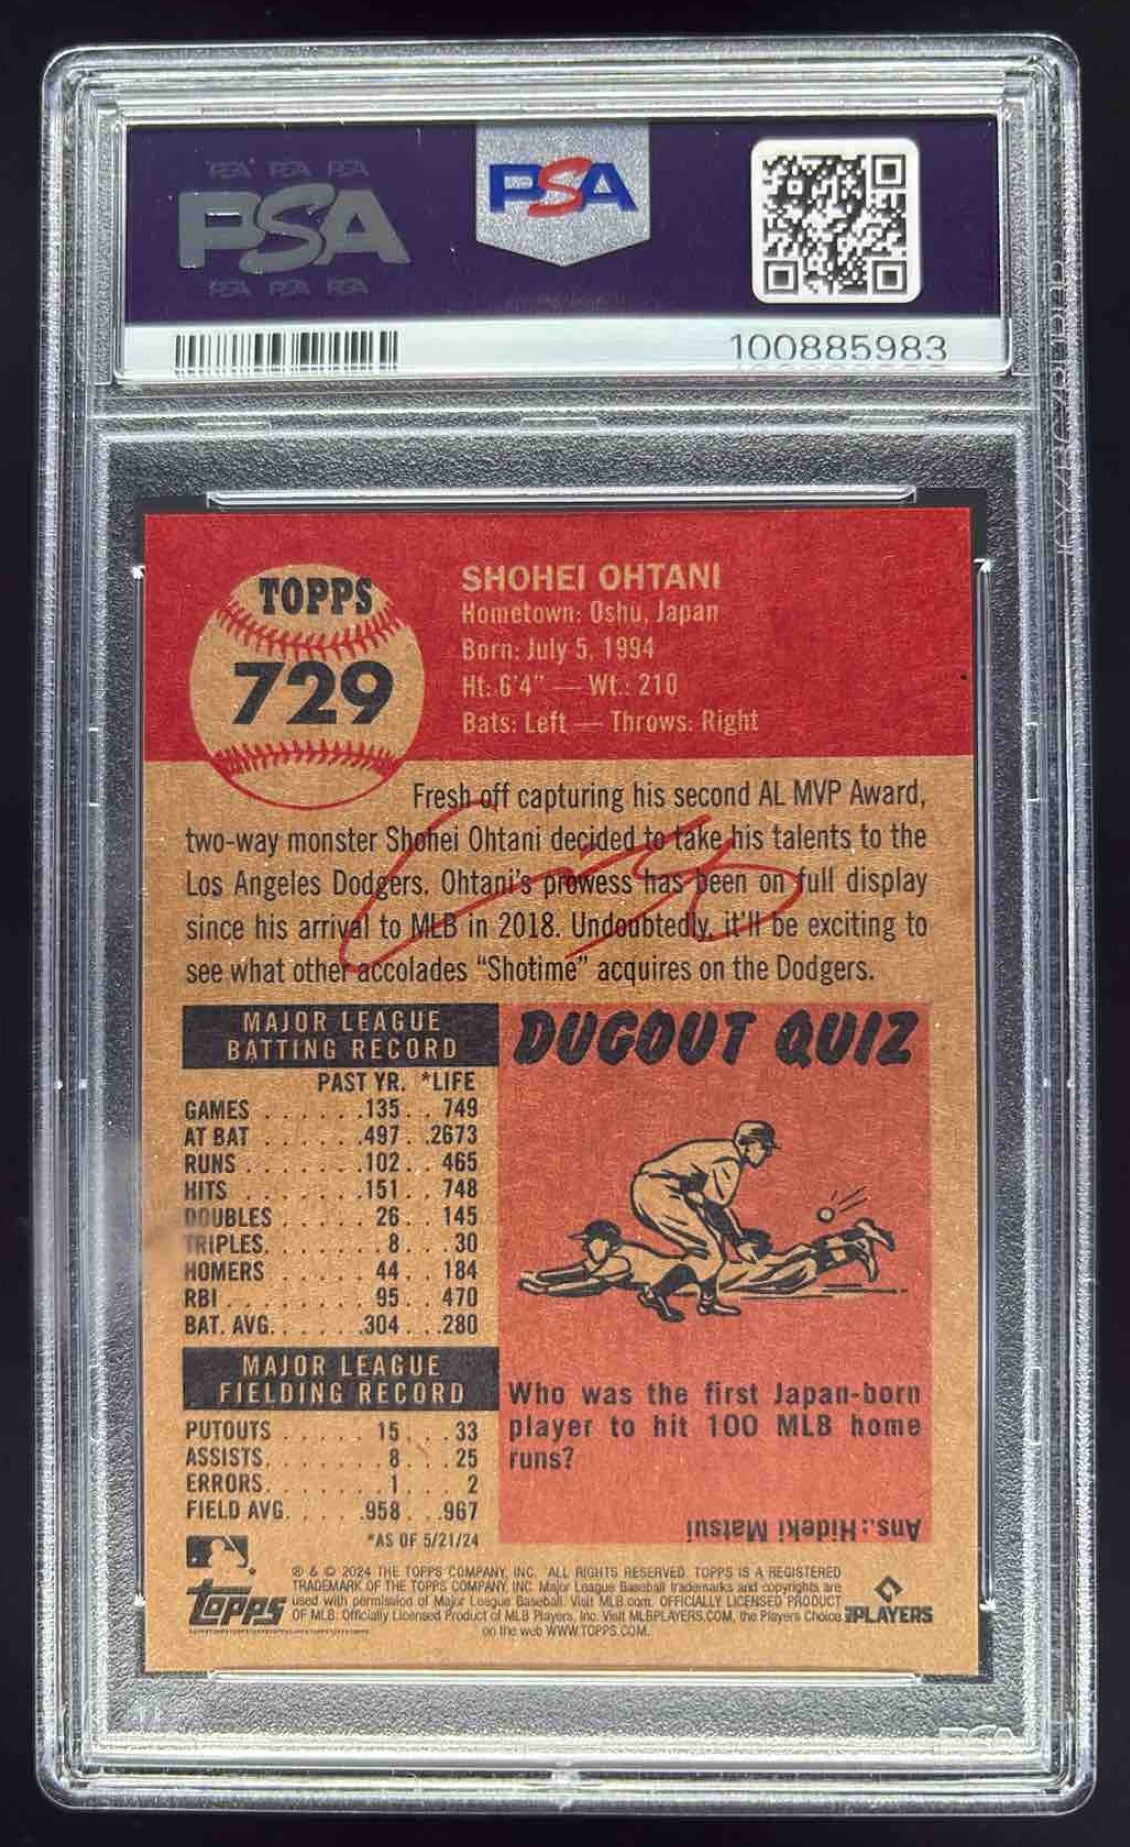 PSA PSA PSA
PSA
PSA PSA PSA
PSA
100885983
TOPPS
729
SHOHEI OHTANI
Hometown: Oshu, Japan
Born: July 5, 1994
Ht: 6'4" — Wt.: 210
Bats: Left — Throws: Right
Fresh off capturing his second AL MVP Award,
two-way monster Shohei Ohtani decided to take his talents to the
Los Angeles Dodgers. Ohtani's prowess has been on full display
since his arrival to MLB in 2018. Undoubtedly, it'll be exciting to
see what other accolades “Shotime” acquires on the Dodgers.
MAJOR LEAGUE
BATTING RECORD
PAST YR. *LIFE
GAMES . . . . . .135 . . 749
AT BAT . . . . . .497 . .2673
RUNS . . . . . . .102 . . 465
HITS . . . . . . .151 . . 748
DOUBLES . . . . . 26 . . 145
TRIPLES. . . . . . .8 . . . 30
HOMERS . . . . . 44 . . 184
RBI . . . . . . . . 95 . . 470
BAT. AVG. . . . . .304 . . .280
MAJOR LEAGUE
FIELDING RECORD
PUTOUTS . . . . . 15 . . . 33
ASSISTS. . . . . . .8 . . . 25
ERRORS. . . . . . .1 . . . . 2
FIELD AVG. . . . .958 . .967
*AS OF 5/21/24
DUGOUT QUIZ
Who was the first Japan-born
player to hit 100 MLB home
runs?
Ans.: Hideki Matsui
® & © 2024 THE TOPPS COMPANY, INC. ALL RIGHTS RESERVED. TOPPS IS A REGISTERED
TRADEMARK OF THE TOPPS COMPANY, INC. Major League Baseball trademarks and copyrights are
used with permission of Major League Baseball. Visit MLB.com. OFFICIALLY LICENSED PRODUCT
OF MLB. Officially Licensed Product of MLB Players, Inc. Visit MLBPLAYERS.COM, the Players Choice
on the web WWW.TOPPS.COM.
Topps
PLAYERS
PSA